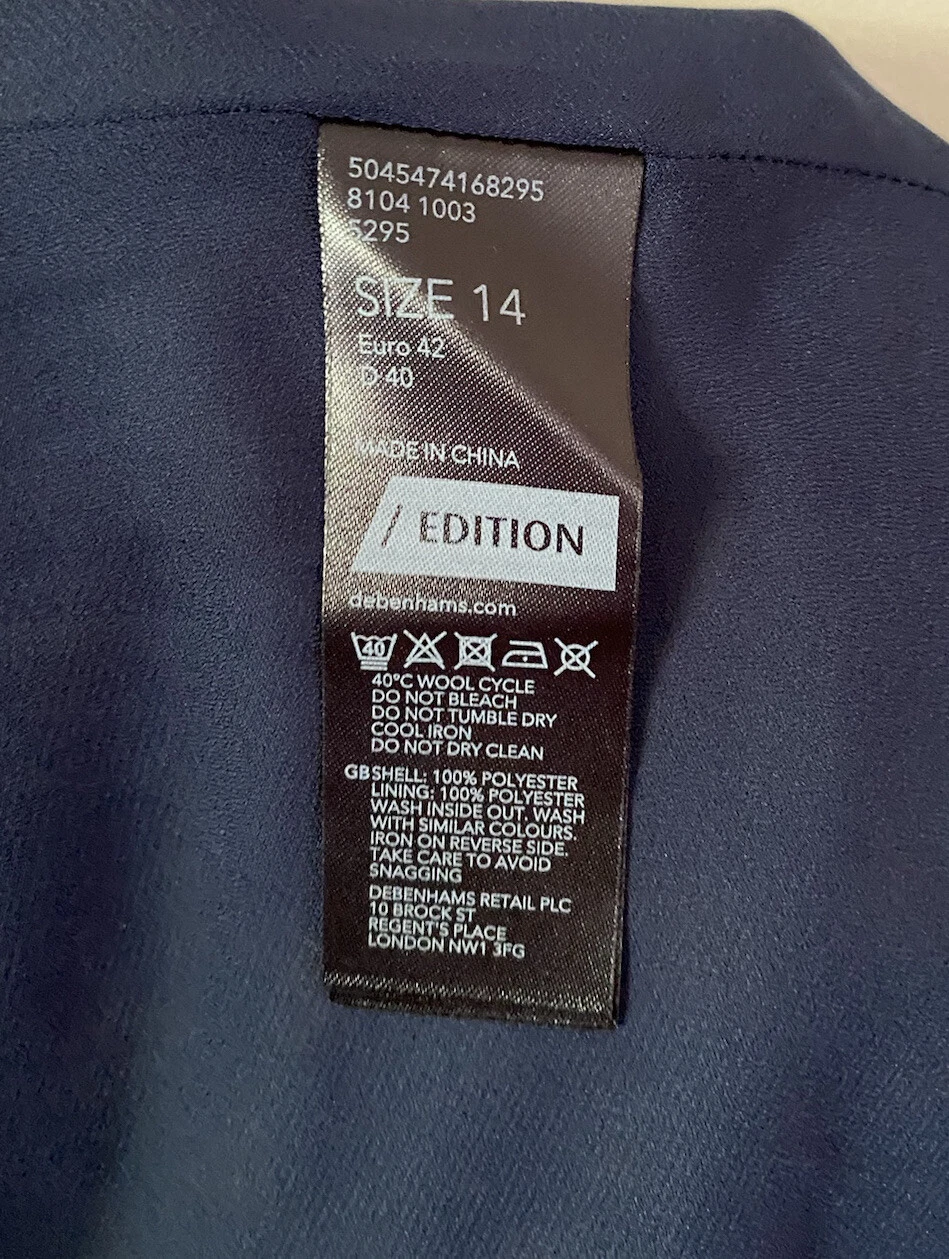 5045474168295
8104 1003
5295
SIZE 14
Euro 42
D 40
MADE IN CHINA
/ EDITION
debenhams.com
40
40°C WOOL CYCLE
DO NOT BLEACH
DO NOT TUMBLE DRY
COOL IRON
DO NOT DRY CLEAN
GB SHELL: 100% POLYESTER
LINING: 100% POLYESTER
WASH INSIDE OUT. WASH
WITH SIMILAR COLOURS.
IRON ON REVERSE SIDE.
TAKE CARE TO AVOID
SNAGGING
DEBENHAMS RETAIL PLC
10 BROCK ST
REGENT'S PLACE
LONDON NW1 3FG